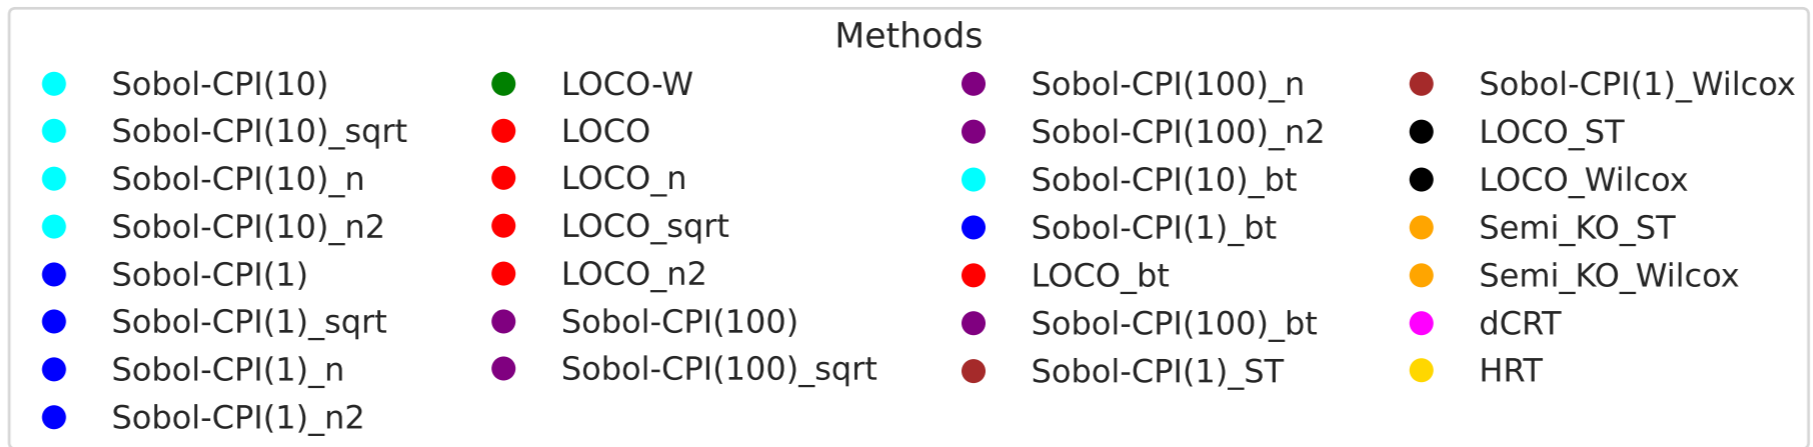 Methods
Sobol-CPI(10)
Sobol-CPI(10)_sqrt
Sobol-CPI(10)_n
Sobol-CPI(10)_n2
Sobol-CPI(1)
Sobol-CPI(1)_sqrt
Sobol-CPI(1)_n
Sobol-CPI(1)_n2
LOCO-W
LOCO
LOCO_n
LOCO_sqrt
LOCO_n2
Sobol-CPI(100)
Sobol-CPI(100)_sqrt
Sobol-CPI(100)_n
Sobol-CPI(100)_n2
Sobol-CPI(10)_bt
Sobol-CPI(1)_bt
LOCO_bt
Sobol-CPI(100)_bt
Sobol-CPI(1)_ST
Sobol-CPI(1)_Wilcox
LOCO_ST
LOCO_Wilcox
Semi_KO_ST
Semi_KO_Wilcox
dCRT
HRT